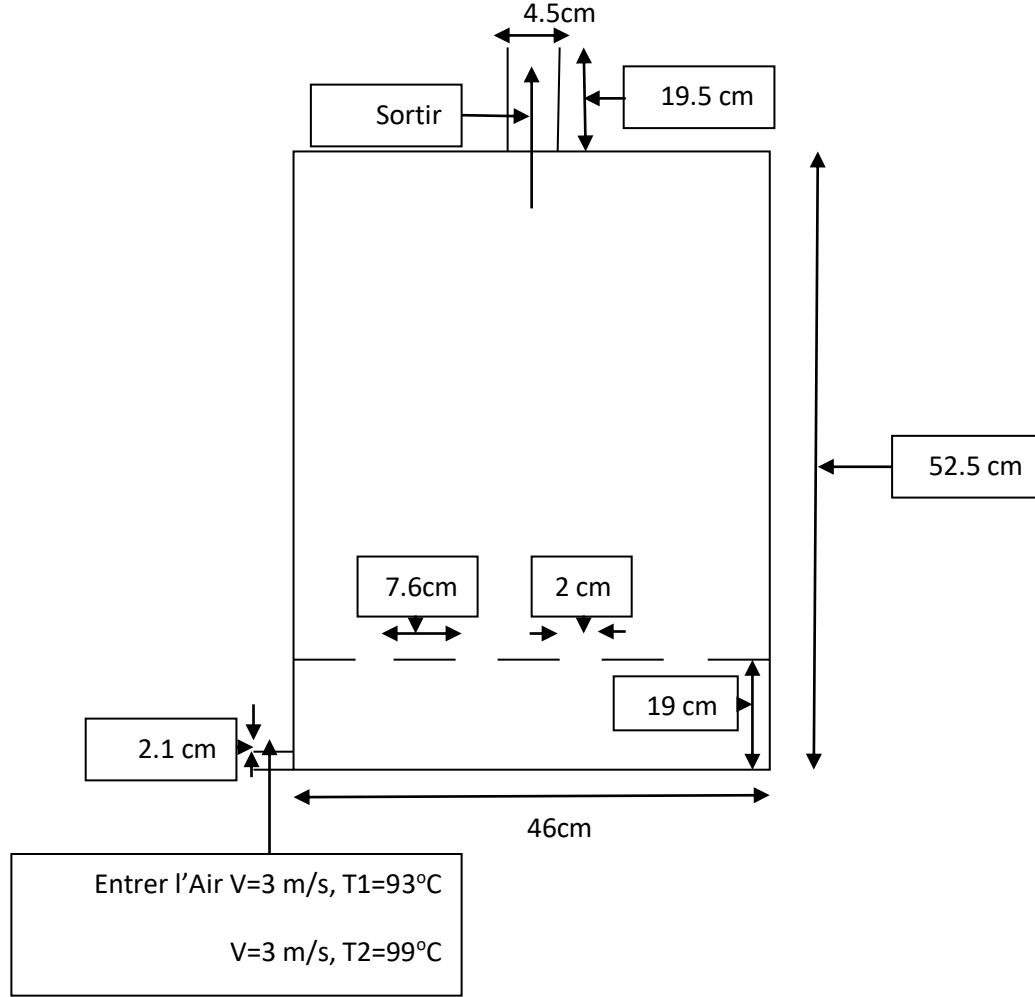 4.5cm
19.5 cm
Sortir
52.5 cm
7.6cm
2 cm
19 cm
2.1 cm
46cm
Entrer l’Air V=3 m/s, T1=93°C
V=3 m/s, T2=99°C